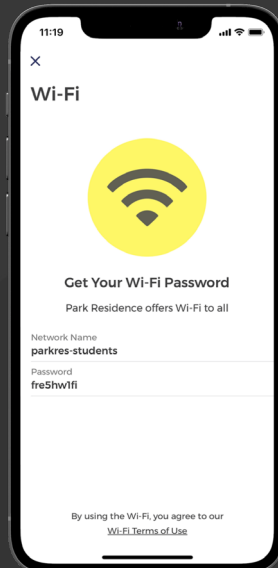 11:19
Wi-Fi
Get Your Wi-Fi Password
Park Residence offers Wi-Fi to all
Network Name
parkres-students
Password
fre5hw1fi
By using the Wi-Fi, you agree to our
Wi-Fi Terms of Use